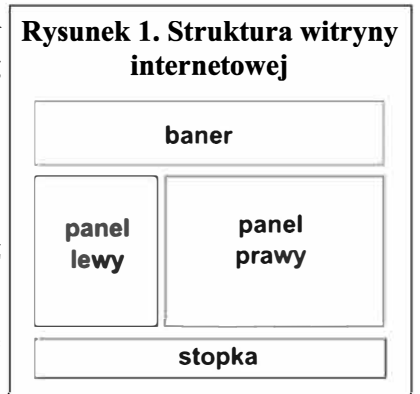 Rysunek 1. Struktura witryny
internetowej
baner
panel
lewy
panel
prawy
stopka